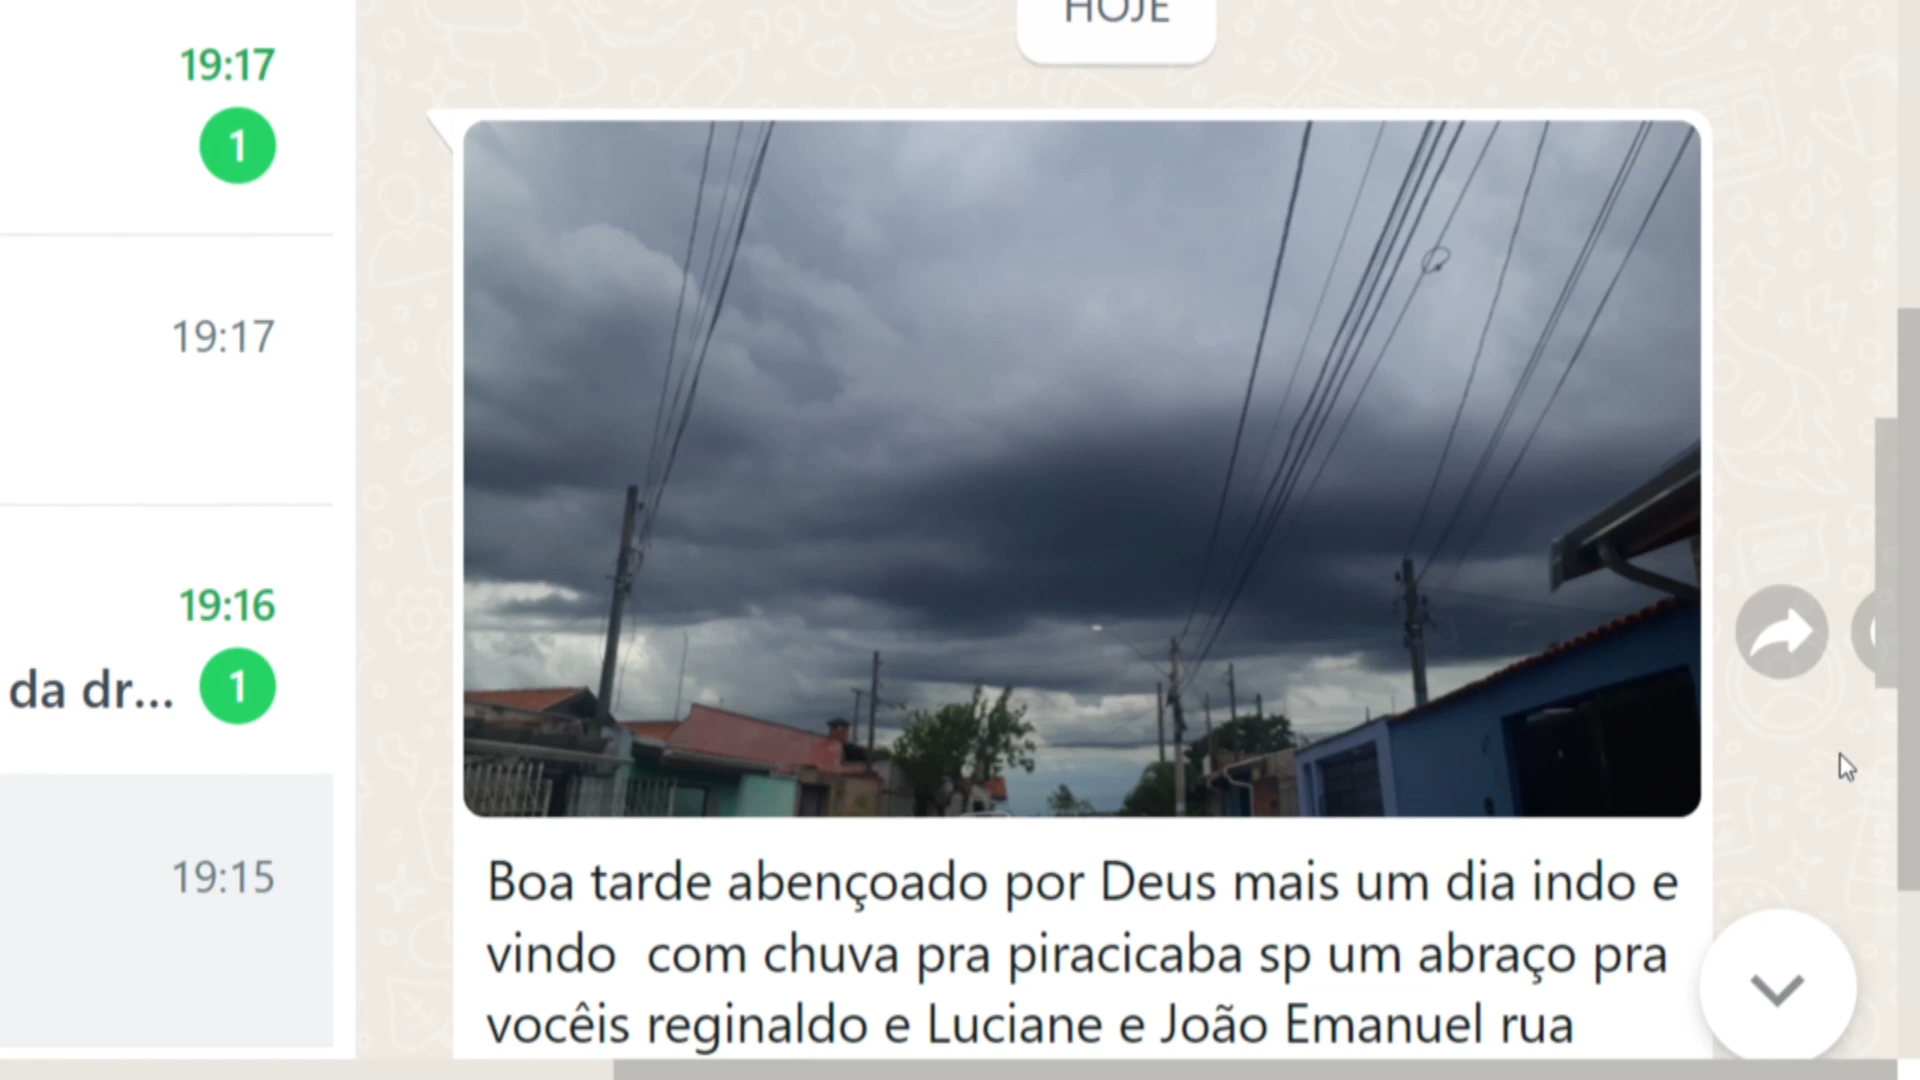 HOJE
19:17
1
19:17
19:16
da dr...
1
19:15
Boa tarde abençoado por Deus mais um dia indo e
vindo  com chuva pra piracicaba sp um abraço pra
vocêis reginaldo e Luciane e João Emanuel rua